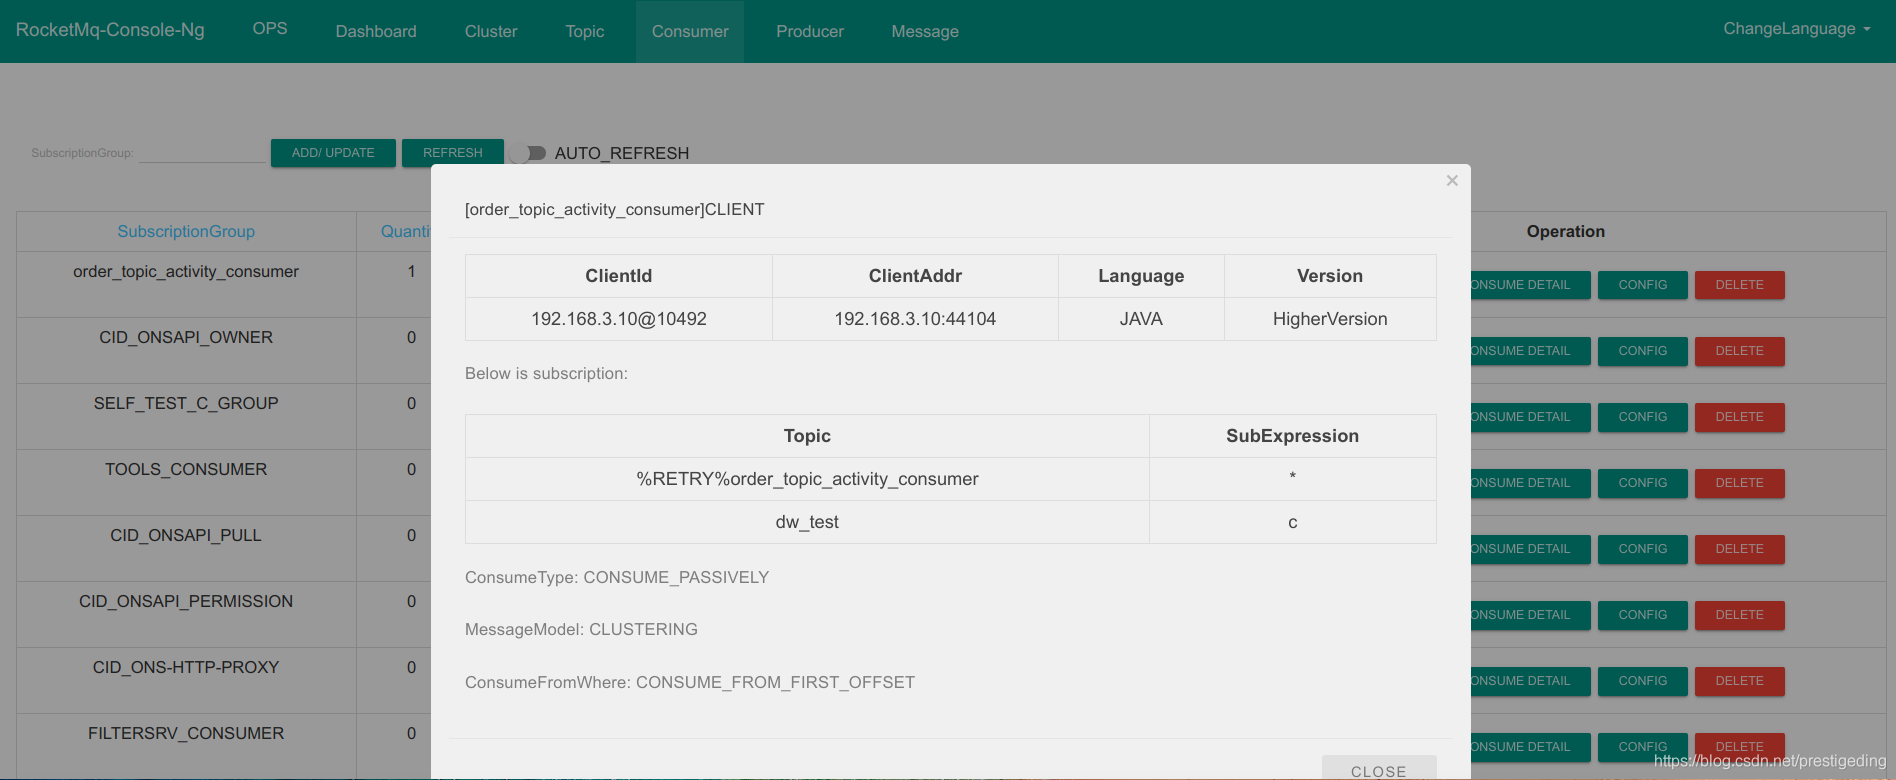 RocketMq-Console-Ng OPS Dashboard Cluster Topic Consumer Producer Message ChangeLanguage
SubscriptionGroup: ADD/ UPDATE REFRESH AUTO_REFRESH
×
[order_topic_activity_consumer]CLIENT
SubscriptionGroup Quanti Operation
ClientId ClientAddr Language Version
order_topic_activity_consumer 1 ONSUME DETAIL CONFIG DELETE
192.168.3.10@10492 192.168.3.10:44104 JAVA HigherVersion
CID_ONSAPI_OWNER 0 ONSUME DETAIL CONFIG DELETE
Below is subscription:
SELF_TEST_C_GROUP 0 ONSUME DETAIL CONFIG DELETE
Topic SubExpression
TOOLS_CONSUMER 0 ONSUME DETAIL CONFIG DELETE
%RETRY%order_topic_activity_consumer *
dw_test c
CID_ONSAPI_PULL 0 ONSUME DETAIL CONFIG DELETE
ConsumeType: CONSUME_PASSIVELY
CID_ONSAPI_PERMISSION 0 ONSUME DETAIL CONFIG DELETE
MessageModel: CLUSTERING
CID_ONS-HTTP-PROXY 0 ONSUME DETAIL CONFIG DELETE
ConsumeFromWhere: CONSUME_FROM_FIRST_OFFSET
FILTERSRV_CONSUMER 0 ONSUME DETAIL CONFIG DELETE
CLOSE
https://blog.csdn.net/prestigeding